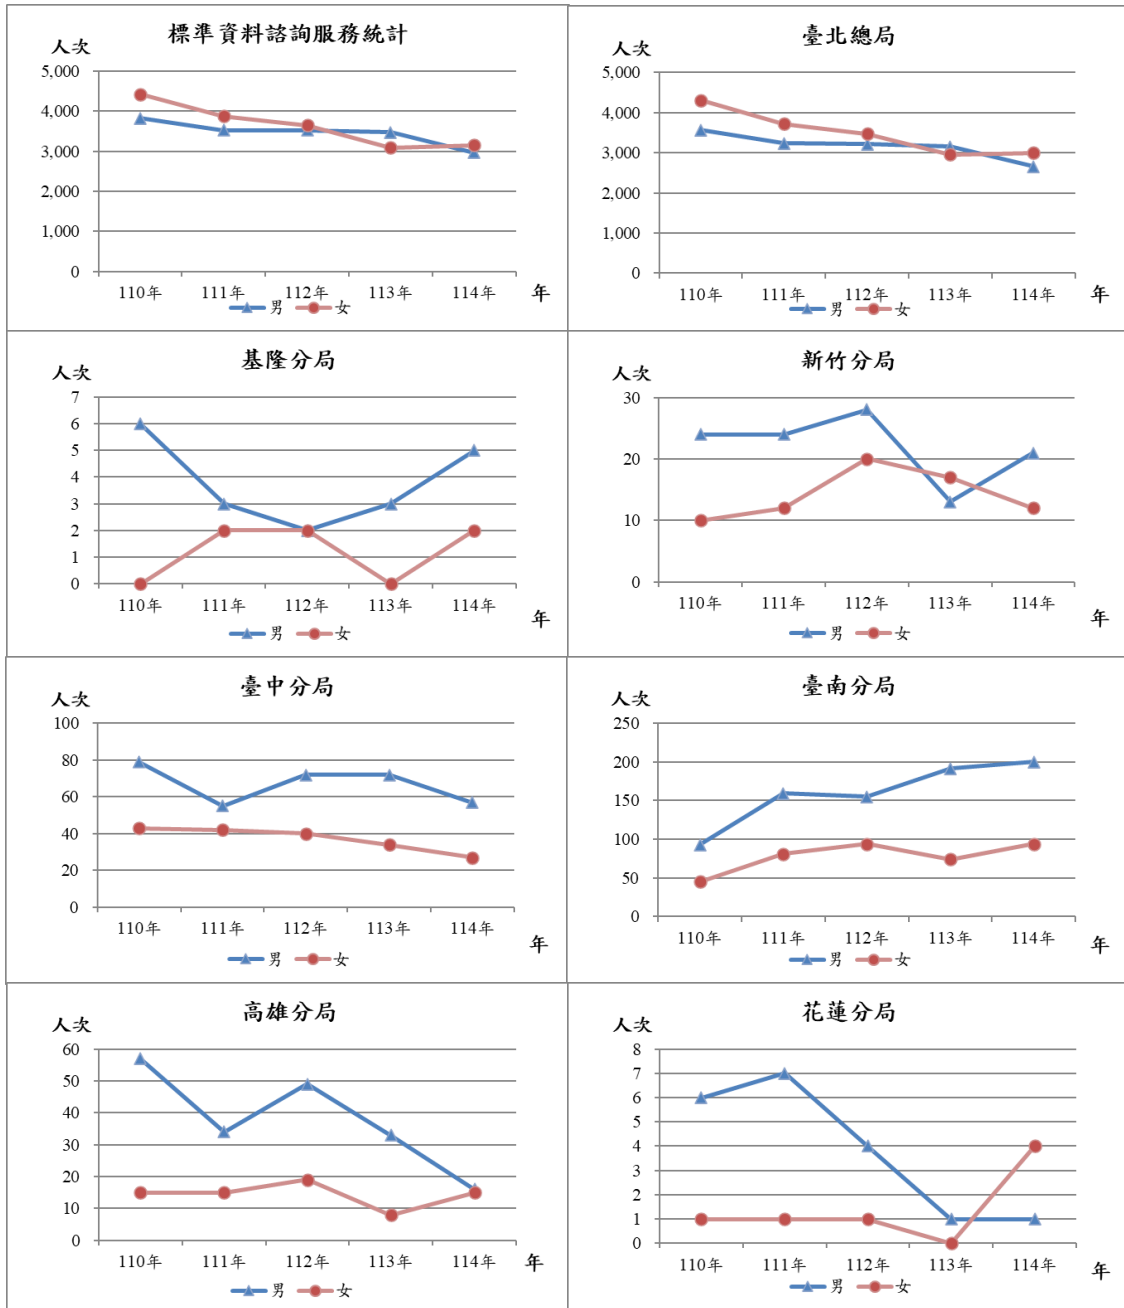 標準資料諮詢服務統計
人次
5,000
4,000
3,000
2,000
1,000
0
110年 111年 112年 113年 114年 年
男 女
臺北總局
人次
5,000
4,000
3,000
2,000
1,000
0
110年 111年 112年 113年 114年 年
男 女
基隆分局
人次
7
6
5
4
3
2
1
0
110年 111年 112年 113年 114年 年
男 女
新竹分局
人次
30
20
10
0
110年 111年 112年 113年 114年 年
男 女
臺中分局
人次
100
80
60
40
20
0
110年 111年 112年 113年 114年 年
男 女
臺南分局
人次
250
200
150
100
50
0
110年 111年 112年 113年 114年 年
男 女
高雄分局
人次
60
50
40
30
20
10
0
110年 111年 112年 113年 114年 年
男 女
花蓮分局
人次
8
7
6
5
4
3
2
1
0
110年 111年 112年 113年 114年 年
男 女